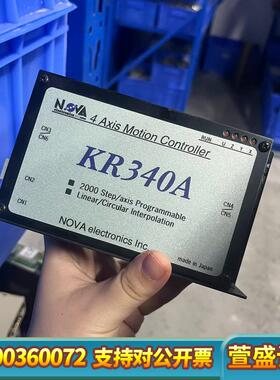 NOVA
4 Axis Motion Controller
RUN U Z Y X
CN3
CN6
KR340A
CN2
CN1
CN4
CN5
2000 Step/axis Programmable
Linear/Circular Interpolation
NOVA electronics Inc.
made in Japan
00360072 支持对公开票 萱盛